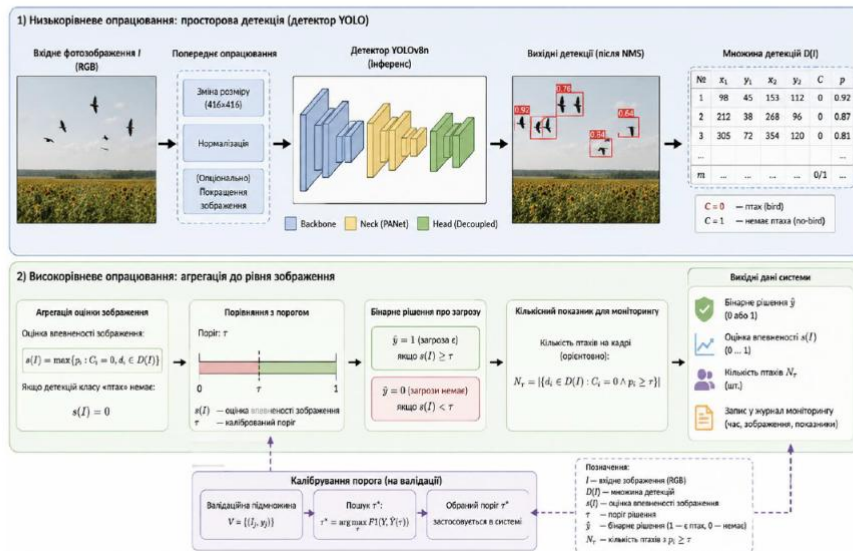 1) Низькорівневе опрацювання: просторова детекція (детектор YOLO)
Вхідне фотозображення I
(RGB)
Попереднє опрацювання
Зміна розміру
(416×416)
Нормалізація
(Опціонально)
Покращення
зображення
Детектор YOLOv8n
(інференс)
Backbone
Neck (PANet)
Head (Decoupled)
Вихідні детекції (після NMS)
0.92
0.76
0.84
0.64
Множина детекцій D(I)
№ x₁ y₁ x₂ y₂ C p
1 98 45 153 112 0 0.92
2 212 38 268 96 0 0.87
3 305 72 354 120 0 0.81
... ... ... ... ... ...
m ... ... ... ... 0/1 ...
C = 0 — птах (bird)
C = 1 — немає птаха (no-bird)
2) Високорівневе опрацювання: агрегація до рівня зображення
Агрегація оцінки зображення
Оцінка впевненості зображення:
s(I) = max{pᵢ : Cᵢ = 0, dᵢ ∈ D(I)}
Якщо детекцій класу «птах» немає:
s(I) = 0
Порівняння з порогом
Поріг: τ
0 τ 1
s(I) — оцінка впевненості зображення
τ — калібрований поріг
Бінарне рішення про загрозу
ŷ = 1 (загроза є)
якщо s(I) ≥ τ
ŷ = 0 (загрози немає)
якщо s(I) < τ
Кількісний показник для моніторингу
Кількість птахів на кадрі
(орієнтовно):
Nτ = |{dᵢ ∈ D(I) : Cᵢ = 0 ∧ pᵢ ≥ τ}|
Вихідні дані системи
Бінарне рішення ŷ
(0 або 1)
Оцінка впевненості s(I)
(0 ... 1)
Кількість птахів Nτ
(шт.)
Запис у журнал моніторингу
(час, зображення, показники)
Калібрування порога (на валідації)
Валідаційна підмножина
V = {(Iⱼ, yⱼ)}
Пошук τ*:
τ* = arg max F1(Y, Ŷ(τ))
τ
Обраний поріг τ*
застосовується в системі
Позначення:
I — вхідне зображення (RGB)
D(I) — множина детекцій
s(I) — оцінка впевненості зображення
τ — поріг рішення
ŷ — бінарне рішення (1 — є птах, 0 — немає)
Nτ — кількість птахів з pᵢ ≥ τ